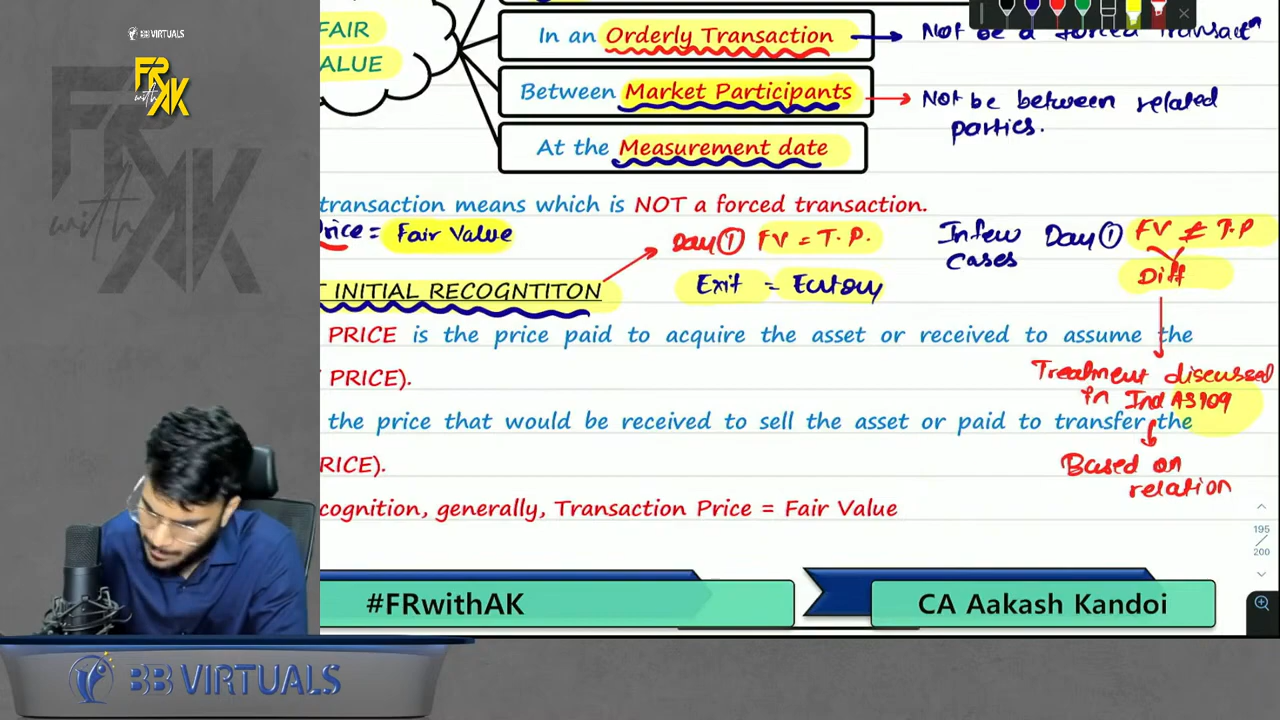 BB VIRTUALS
FR
with
AK
FAIR
ALUE
In an Orderly Transaction
Not be a forced transactn
Between Market Participants
Not be between related
parties.
At the Measurement date
transaction means which is NOT a forced transaction.
rice = Fair Value
Day ① FV = T.P.
Exit = Entry
In few
cases
Day ① FV ≠ T.P
Diff
T INITIAL RECOGNTITON
PRICE is the price paid to acquire the asset or received to assume the
PRICE).
Treatment discussed
in Ind AS 109
the price that would be received to sell the asset or paid to transfer the
RICE).
Based on
relation
cognition, generally, Transaction Price = Fair Value
195
200
#FRwithAK
CA Aakash Kandoi
BB VIRTUALS